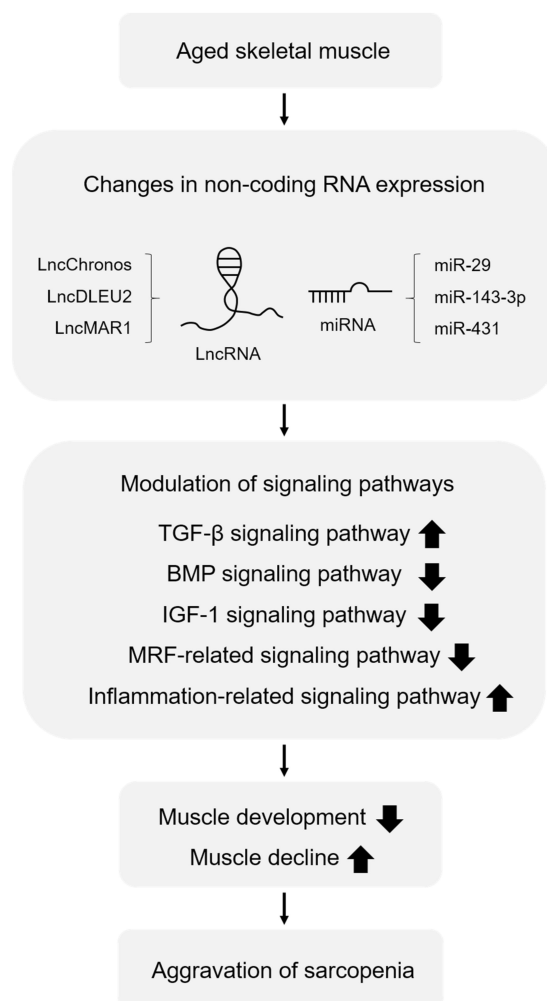 Aged skeletal muscle
Changes in non-coding RNA expression
LncChronos
LncDLEU2
LncMAR1
LncRNA
miRNA
miR-29
miR-143-3p
miR-431
Modulation of signaling pathways
TGF-β signaling pathway
BMP signaling pathway
IGF-1 signaling pathway
MRF-related signaling pathway
Inflammation-related signaling pathway
Muscle development
Muscle decline
Aggravation of sarcopenia